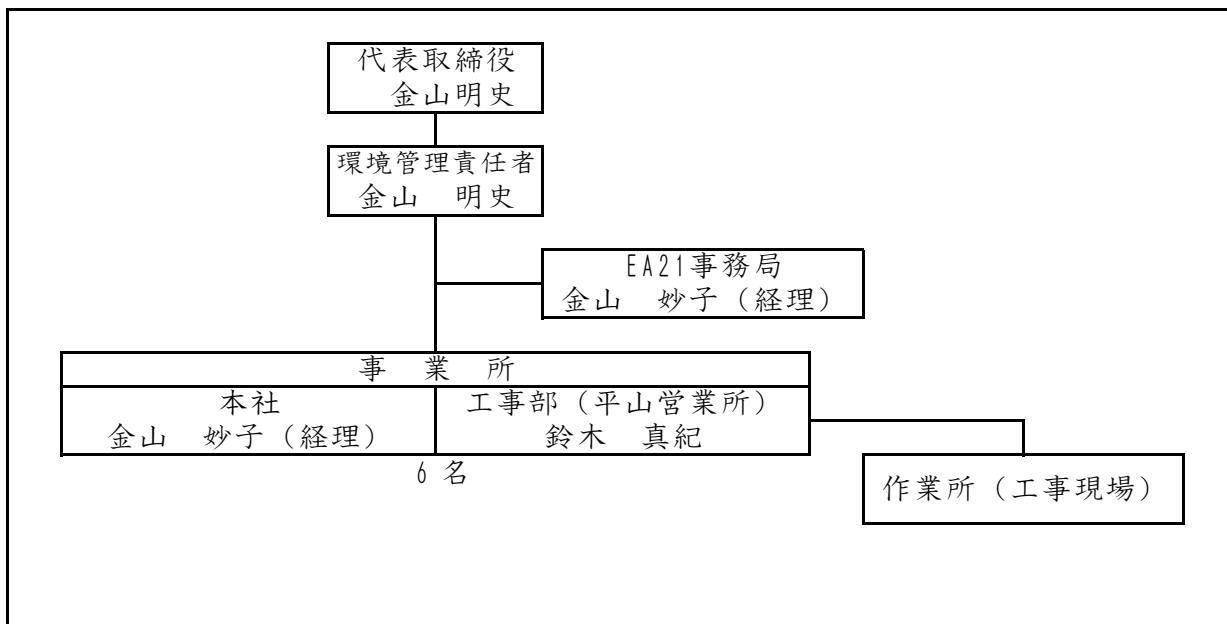 代表取締役
金山明史
環境管理責任者
金山　明史
EA21事務局
金山　妙子（経理）
事　業　所
本社
金山　妙子（経理）
工事部（平山営業所）
鈴木　真紀
6 名
作業所（工事現場）